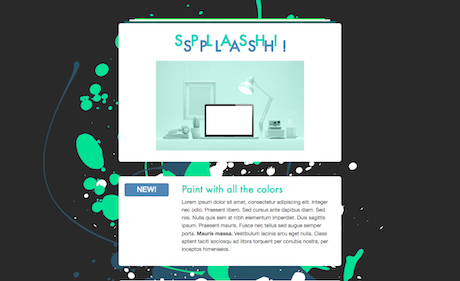 SPLASH!
NEW!
Paint with all the colors
Lorem ipsum dolor sit amet, consectetur adipiscing elit. Integer
nec odio. Praesent libero. Sed cursus ante dapibus diam. Sed
nisi. Nulla quis sem at nibh elementum imperdiet. Duis sagittis
ipsum. Praesent mauris. Fusce nec tellus sed augue semper
porta. Mauris massa. Vestibulum lacinia arcu eget nulla. Class
aptent taciti sociosqu ad litora torquent per conubia nostra, per
inceptos himenaeos.